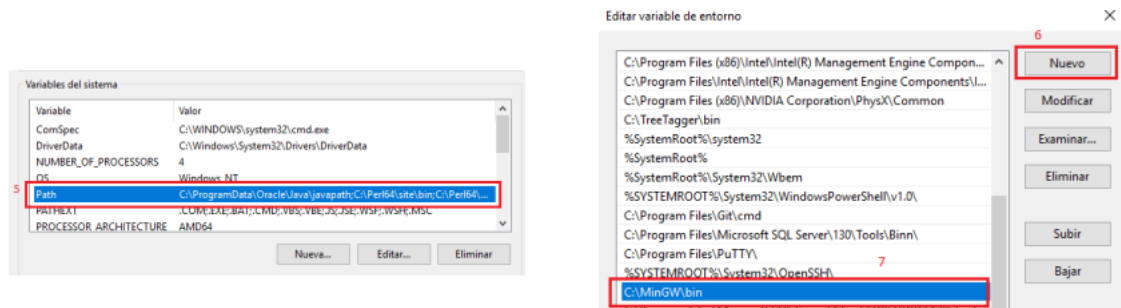 Variables del sistema
Variable Valor
ComSpec C:\WINDOWS\system32\cmd.exe
DriverData C:\Windows\System32\Drivers\DriverData
NUMBER_OF_PROCESSORS 4
OS Windows_NT
5
Path C:\ProgramData\Oracle\Java\javapath;C:\Perl64\site\bin;C:\Perl64\...
PATHEXT .COM;.EXE;.BAT;.CMD;.VBS;.VBE;.JS;.JSE;.WSF;.WSH;.MSC
PROCESSOR_ARCHITECTURE AMD64
Nueva... Editar... Eliminar
Editar variable de entorno
6
C:\Program Files (x86)\Intel\Intel(R) Management Engine Compon...
C:\Program Files\Intel\Intel(R) Management Engine Components\I...
C:\Program Files (x86)\NVIDIA Corporation\PhysX\Common
C:\TreeTagger\bin
%SystemRoot%\system32
%SystemRoot%
%SystemRoot%\System32\Wbem
%SYSTEMROOT%\System32\WindowsPowerShell\v1.0\
C:\Program Files\Git\cmd
C:\Program Files\Microsoft SQL Server\130\Tools\Binn\
C:\Program Files\PuTTY\
%SYSTEMROOT%\System32\OpenSSH\
7
C:\MinGW\bin
Nuevo
Modificar
Examinar...
Eliminar
Subir
Bajar